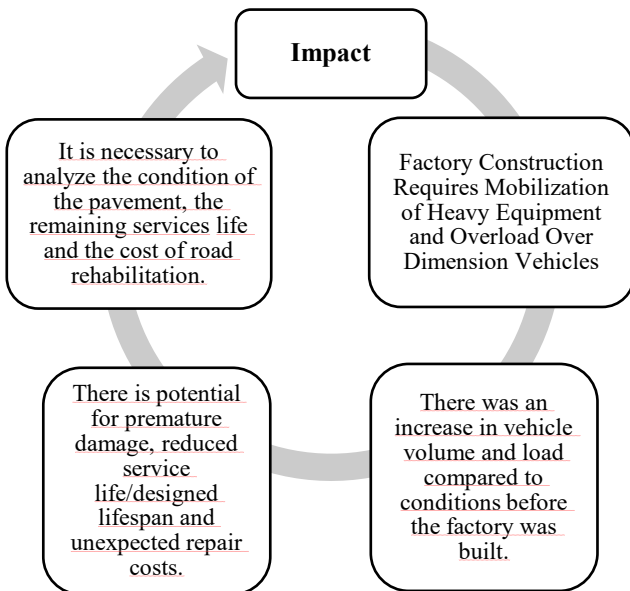 Impact
Factory Construction
Requires Mobilization
of Heavy Equipment
and Overload Over
Dimension Vehicles
There was an
increase in vehicle
volume and load
compared to
conditions before
the factory was
built.
There is potential
for premature
damage, reduced
service
life/designed
lifespan and
unexpected repair
costs.
It is necessary to
analyze the condition of
the pavement, the
remaining services life
and the cost of road
rehabilitation.